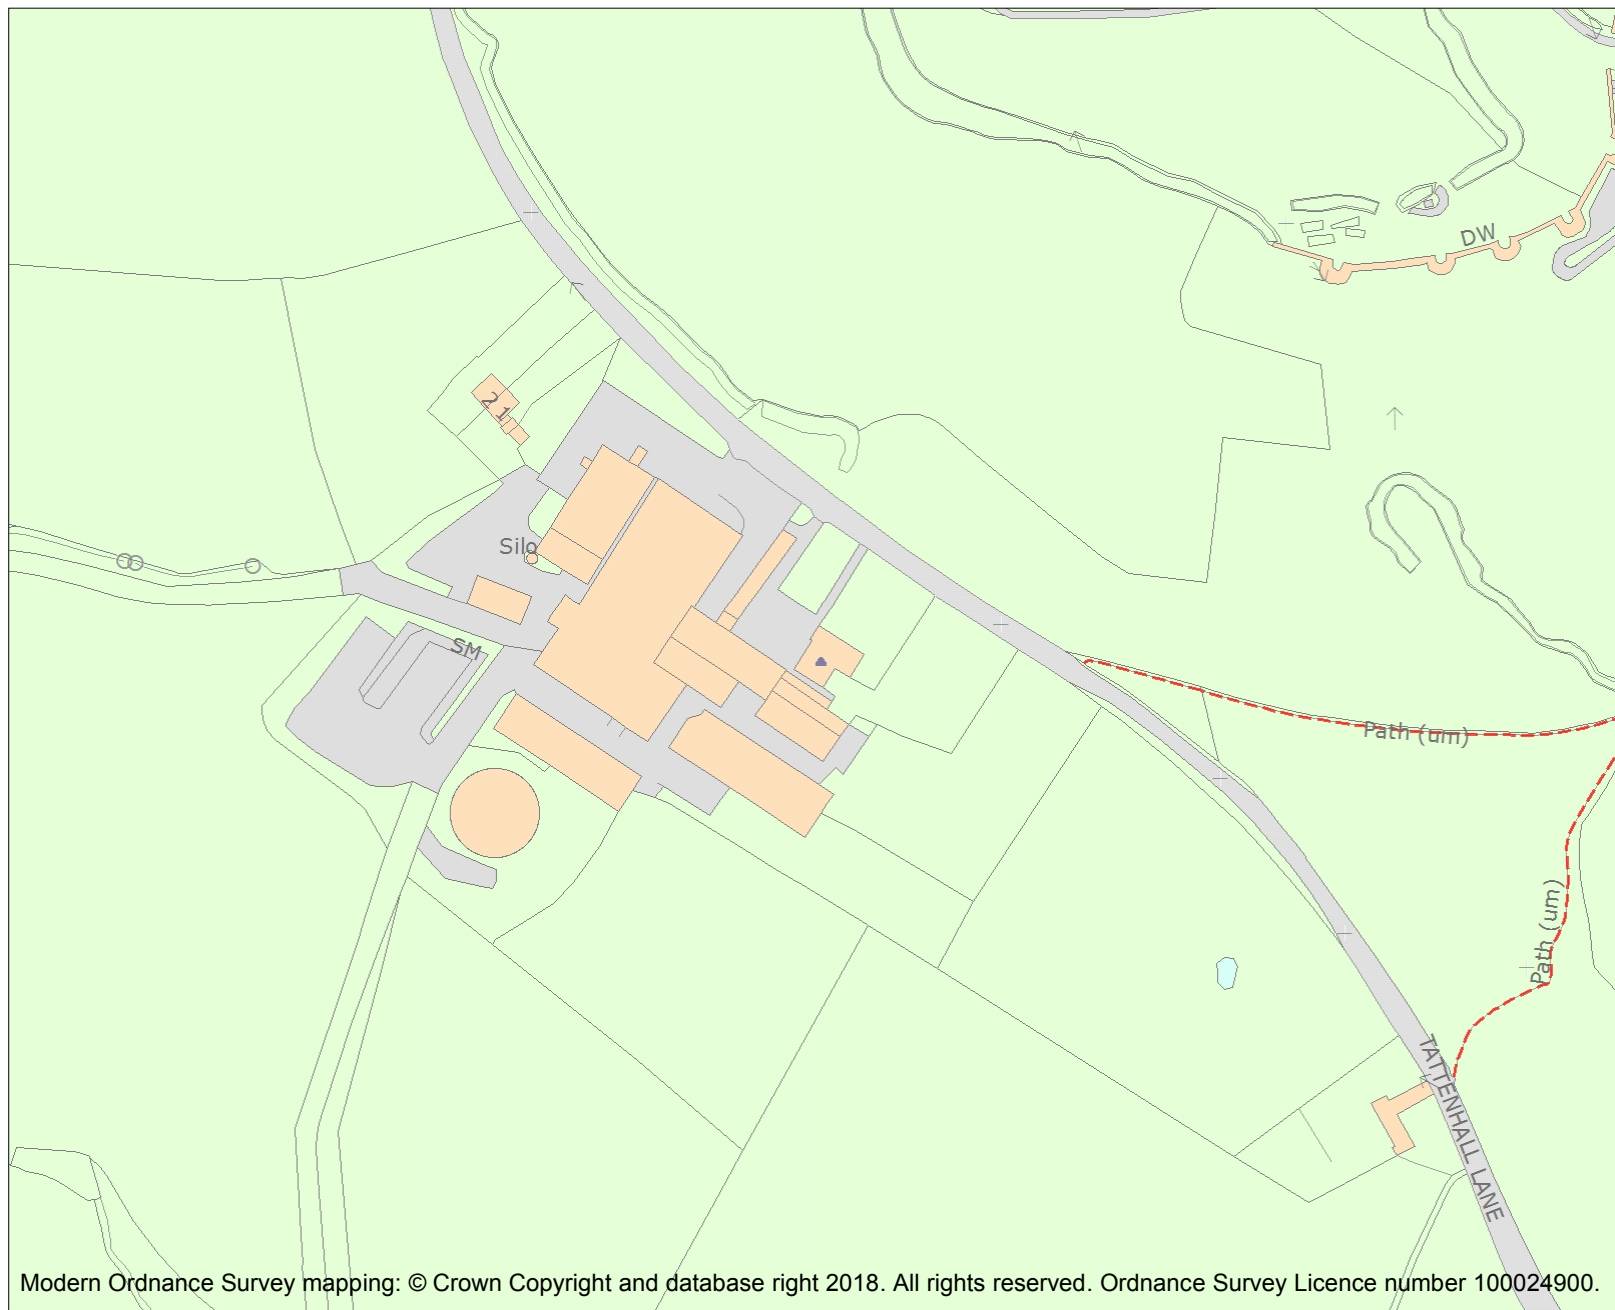 DW
2 1
Silo
SM
Path (um)
Path (um)
TATTENHALL LANE
Modern Ordnance Survey mapping: © Crown Copyright and database right 2018. All rights reserved. Ordnance Survey Licence number 100024900.